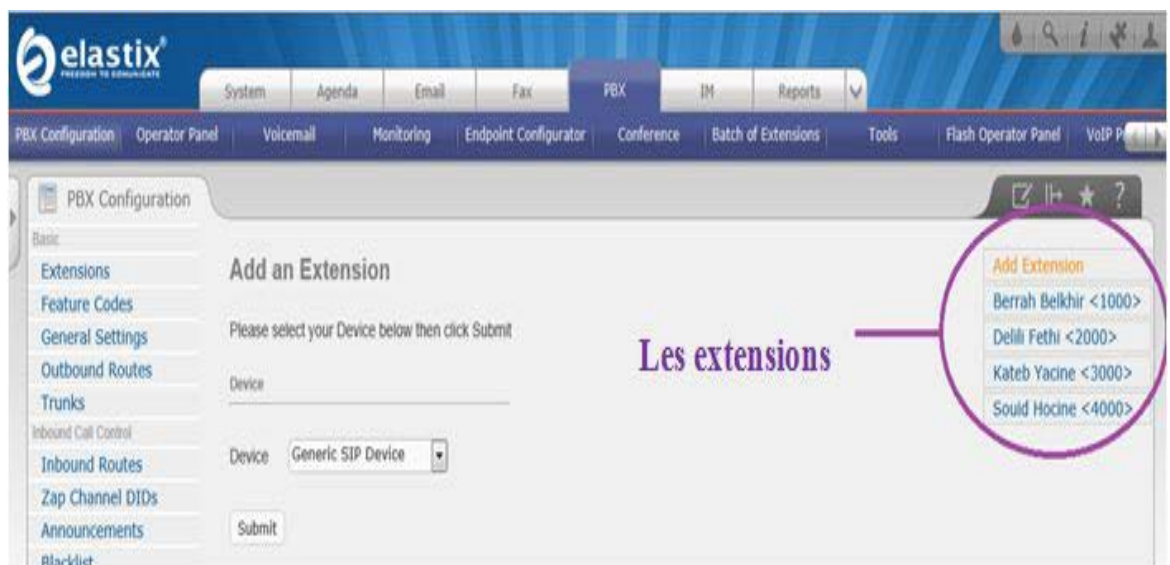 elastix
FREEDOM TO COMMUNICATE
System Agenda Email Fax PBX IM Reports
PBX Configuration Operator Panel Voicemail Monitoring Endpoint Configurator Conference Batch of Extensions Tools Flash Operator Panel VoIP
PBX Configuration
Basic
Extensions
Feature Codes
General Settings
Outbound Routes
Trunks
Inbound Call Control
Inbound Routes
Zap Channel DIDs
Announcements
Blacklist
Add an Extension
Please select your Device below then click Submit
Device
Device Generic SIP Device
Submit
Les extensions
Add Extension
Berrah Belkhir <1000>
Delili Fethi <2000>
Kateb Yacine <3000>
Souid Hocine <4000>